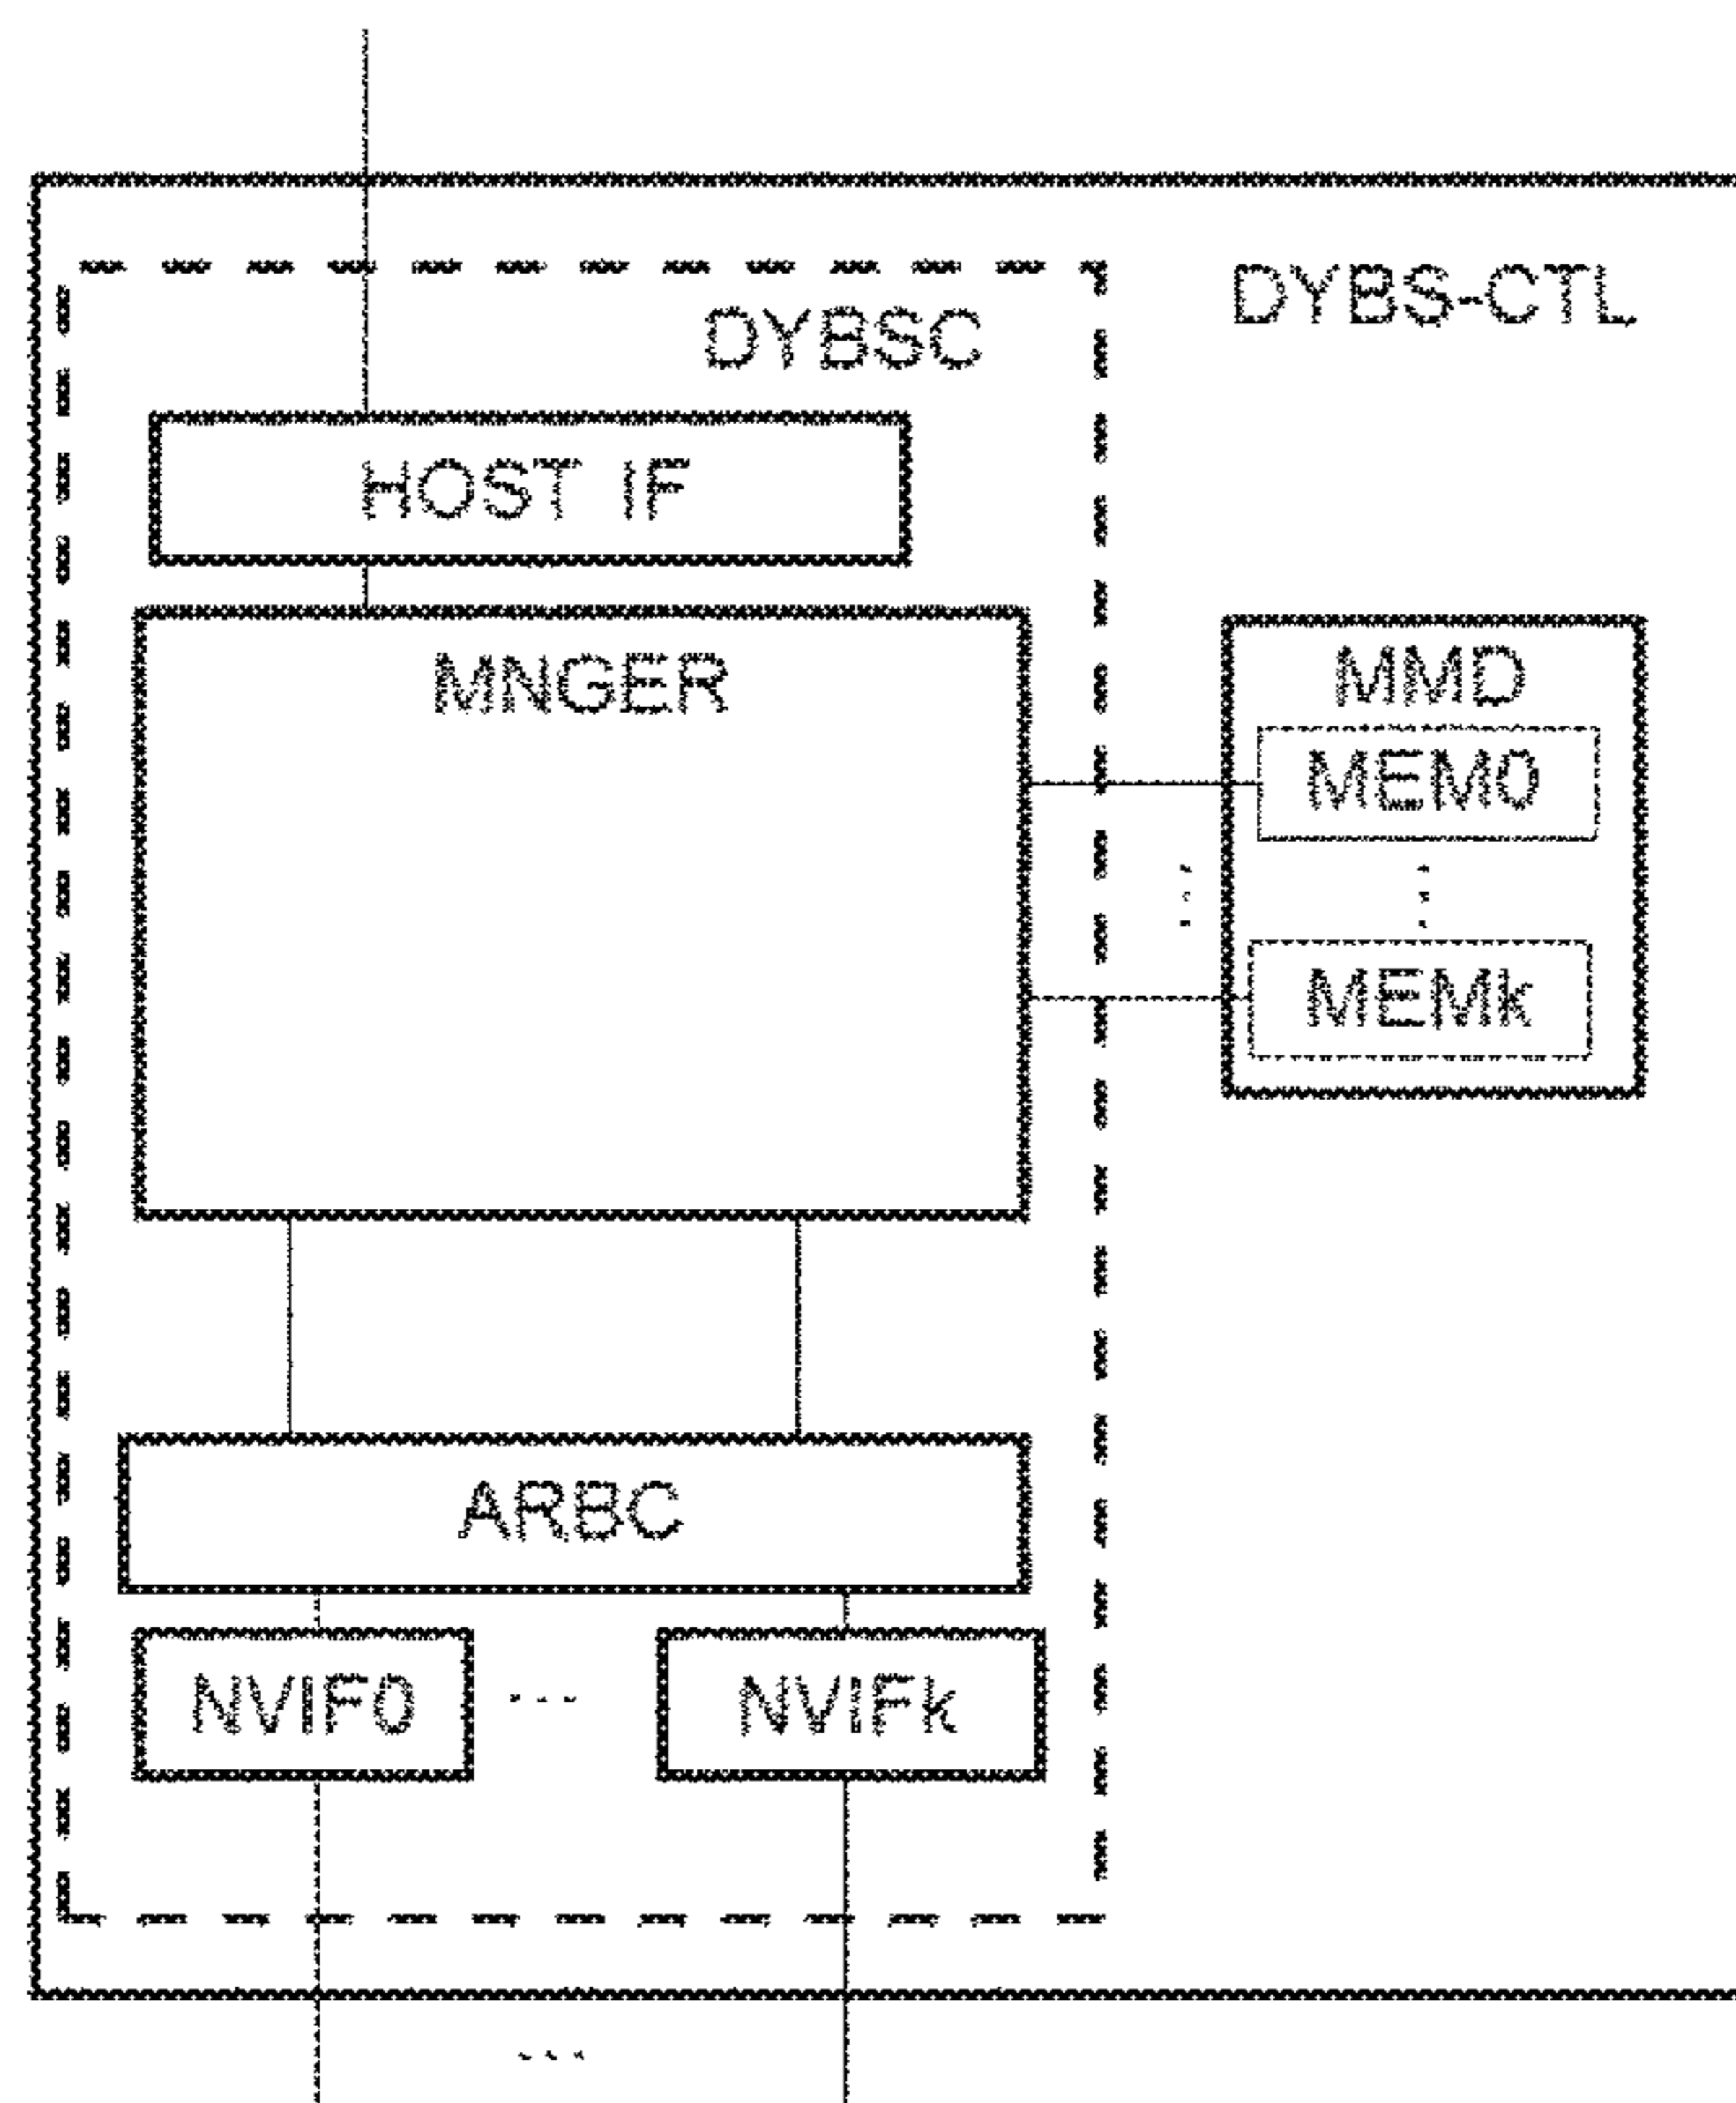 DYBS-CTL
DYBSC
HOST IF
MNGER
MMD
MEM0
MEMk
ARBC
NVIF0 ... NVIFk